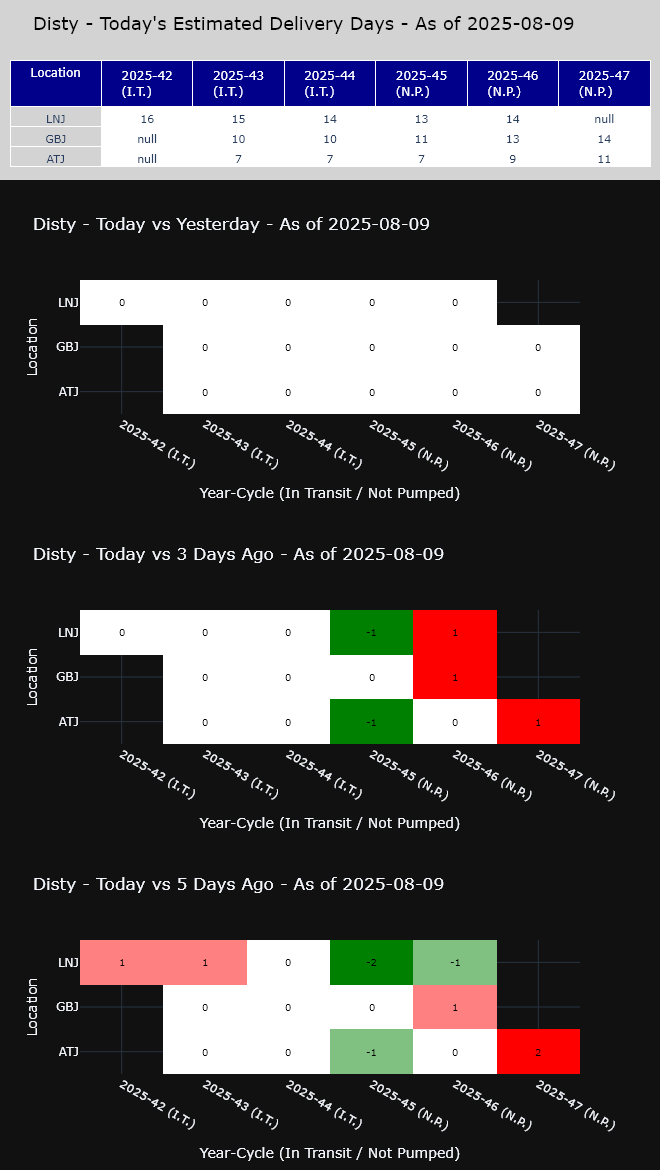 Disty - Today's Estimated Delivery Days - As of 2025-08-09
Location 2025-42 (I.T.) 2025-43 (I.T.) 2025-44 (I.T.) 2025-45 (N.P.) 2025-46 (N.P.) 2025-47 (N.P.)
LNJ 16 15 14 13 14 null
GBJ null 10 10 11 13 14
ATJ null 7 7 7 9 11
Disty - Today vs Yesterday - As of 2025-08-09
Location
LNJ 0 0 0 0 0
GBJ 0 0 0 0 0
ATJ 0 0 0 0 0
2025-42 (I.T.) 2025-43 (I.T.) 2025-44 (I.T.) 2025-45 (N.P.) 2025-46 (N.P.) 2025-47 (N.P.)
Year-Cycle (In Transit / Not Pumped)
Disty - Today vs 3 Days Ago - As of 2025-08-09
Location
LNJ 0 0 0 -1 1
GBJ 0 0 0 1
ATJ 0 0 -1 0 1
2025-42 (I.T.) 2025-43 (I.T.) 2025-44 (I.T.) 2025-45 (N.P.) 2025-46 (N.P.) 2025-47 (N.P.)
Year-Cycle (In Transit / Not Pumped)
Disty - Today vs 5 Days Ago - As of 2025-08-09
Location
LNJ 1 1 0 -2 -1
GBJ 0 0 0 1
ATJ 0 0 -1 0 2
2025-42 (I.T.) 2025-43 (I.T.) 2025-44 (I.T.) 2025-45 (N.P.) 2025-46 (N.P.) 2025-47 (N.P.)
Year-Cycle (In Transit / Not Pumped)